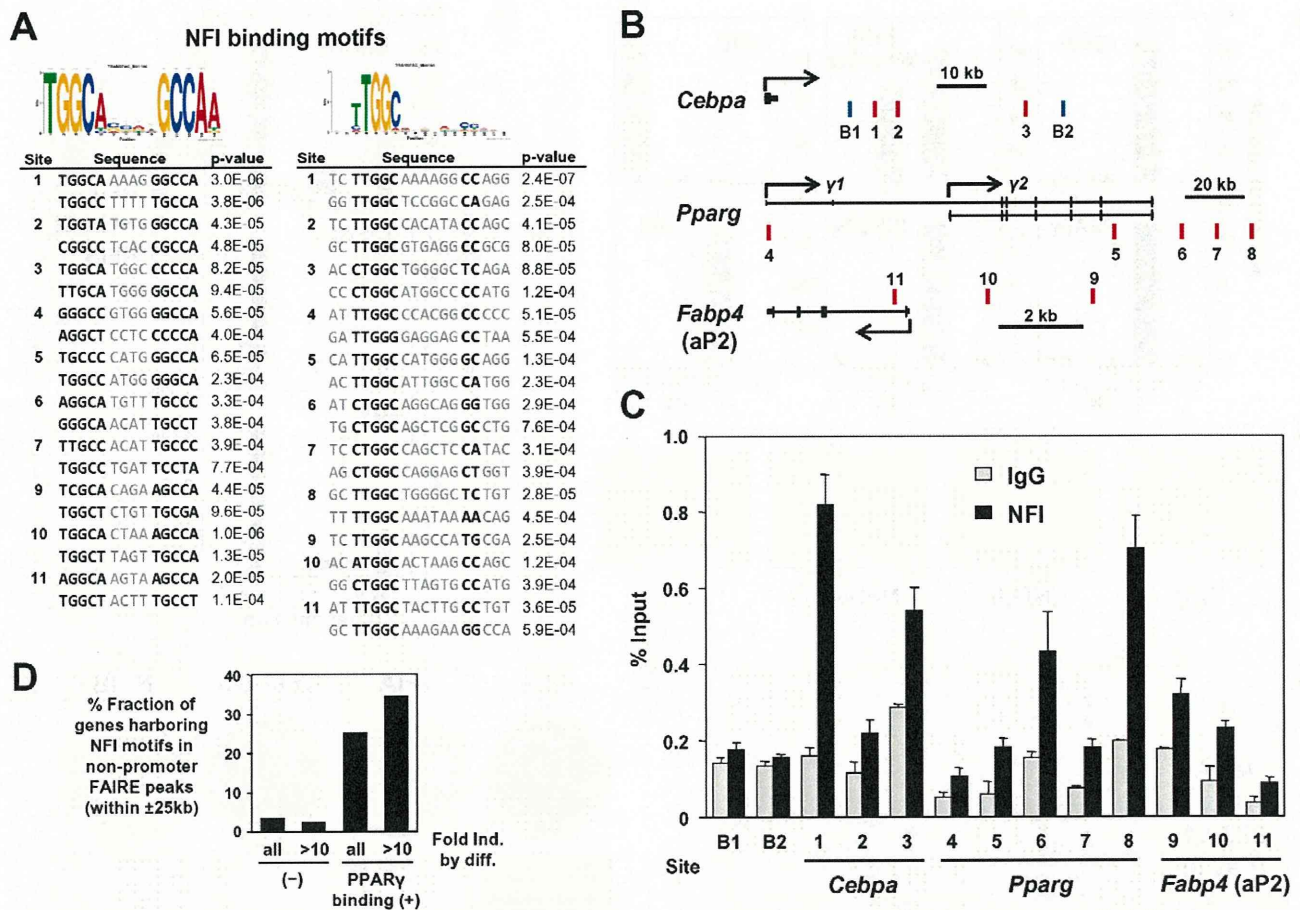 A
NFI binding motifs
TGGCA GCCAA
TTGGC
Site Sequence p-value
1 TGGCA AAAG GGCCA 3.0E-06
TGGCC TTTT TGCCA 3.8E-06
2 TGGTA TGTG GGCCA 4.3E-05
CGGCC TCAC CGCCA 4.8E-05
3 TGGCA TGGC CCCCA 8.2E-05
TTGCA TGGG GGCCA 9.4E-05
4 GGGCC GTGG GGCCA 5.6E-05
AGGCT CCTC CCCCA 4.0E-04
5 TGCCC CATG GGCCA 6.5E-05
TGGCC ATGG GGGCA 2.3E-04
6 AGGCA TGTT TGCCC 3.3E-04
GGGCA ACAT TGCCT 3.8E-04
7 TTGCC ACAT TGCCC 3.9E-04
TGGCC TGAT TCCTA 7.7E-04
9 TCGCA CAGA AGCCA 4.4E-05
TGGCT CTGT TGCGA 9.6E-05
10 TGGCA CTAA AGCCA 1.0E-06
TGGCT TAGT TGCCA 1.3E-05
11 AGGCA AGTA AGCCA 2.0E-05
TGGCT ACTT TGCCT 1.1E-04
Site Sequence p-value
1 TC TTGGC AAAAGG CC AGG 2.4E-07
GG TTGGC TCCGGC CA GAG 2.5E-04
2 TC TTGGC CACATA CC AGC 4.1E-05
GC TTGGC GTGAGG CC GCG 8.0E-05
3 AC CTGGC TGGGGC TC AGA 8.8E-05
CC CTGGC ATGGCC CC ATG 1.2E-04
4 AT TTGGC CCACGG CC CCC 5.1E-05
GA TTGGG GAGGAG CC TAA 5.5E-04
5 CA TTGGC CATGGG GC AGG 1.3E-04
AC TTGGC ATTGGC CA TGG 2.3E-04
6 AT CTGGC AGGCAG GG TGG 2.9E-04
TG CTGGC AGCTCG GC CTG 7.6E-04
7 TC CTGGC CAGCTC CA TAC 3.1E-04
AG CTGGC CAGGAG CT GGT 3.9E-04
8 GC TTGGC TGGGGC TC TGT 2.8E-05
TT TTGGC AAATAA AA CAG 4.5E-04
9 TC TTGGC AAGCCA TG CGA 2.5E-04
10 AC ATGGC ACTAAG CC AGC 1.2E-04
GG CTGGC TTAGTG CC ATG 3.9E-04
11 AT TTGGC TACTTG CC TGT 3.6E-05
GC TTGGC AAAGAA GG CCA 5.9E-04
B
10 kb
Cebpa
B1 1 2 3 B2
γ1 γ2 20 kb
Pparg
4 5 6 7 8
11 10 9
Fabp4
(aP2)
2 kb
C
1.0
0.8
0.6
0.4
0.2
0
% Input
IgG
NFI
B1 B2 1 2 3 4 5 6 7 8 9 10 11
Site
Cebpa Pparg Fabp4 (aP2)
D
% Fraction of
genes harboring
NFI motifs in
non-promoter
FAIRE peaks
(within ±25kb)
40
30
20
10
0
all >10 all >10
Fold Ind.
by diff.
(−) PPARγ
binding (+)